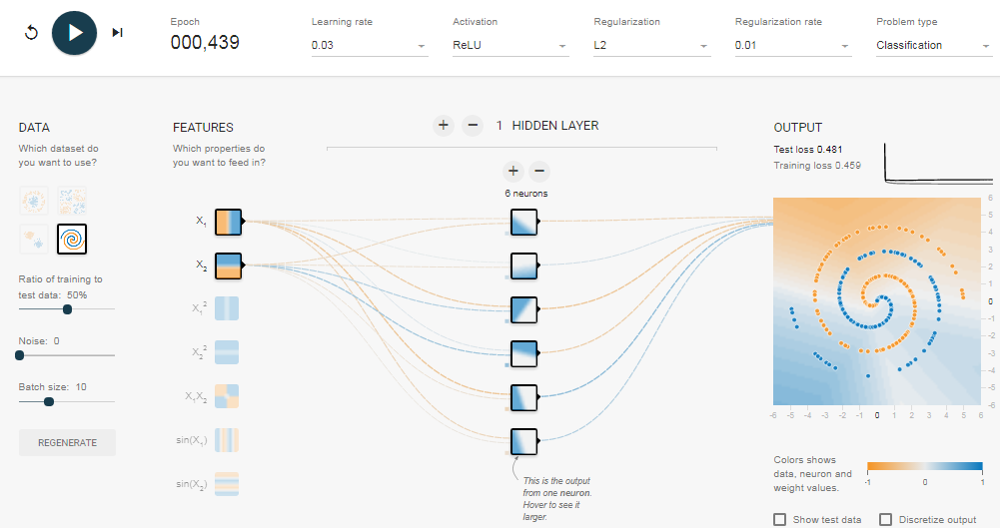 Epoch
000,439
Learning rate
0.03
Activation
ReLU
Regularization
L2
Regularization rate
0.01
Problem type
Classification
DATA
Which dataset do
you want to use?
Ratio of training to
test data: 50%
Noise: 0
Batch size: 10
REGENERATE
FEATURES
Which properties do
you want to feed in?
X1
X2
X1^2
X2^2
X1X2
sin(X1)
sin(X2)
+ − 1 HIDDEN LAYER
+ −
6 neurons
This is the output
from one neuron.
Hover to see it
larger.
OUTPUT
Test loss 0.481
Training loss 0.459
6
5
4
3
2
1
0
-1
-2
-3
-4
-5
-6
-6 -5 -4 -3 -2 -1 0 1 2 3 4 5 6
Colors shows
data, neuron and
weight values.
-1 0 1
Show test data
Discretize output